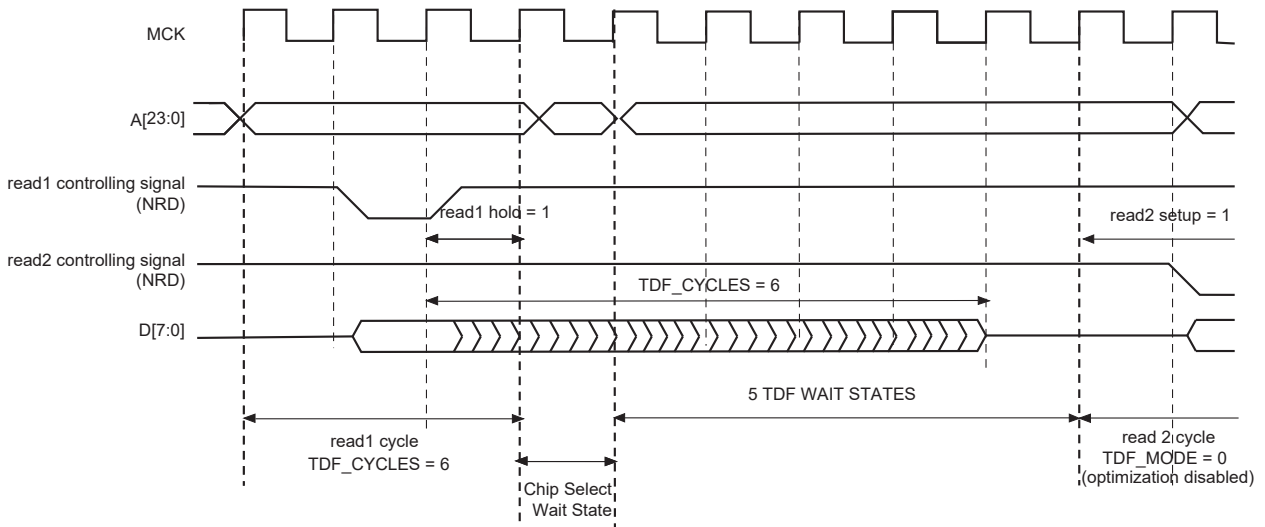 MCK
A[23:0]
read1 controlling signal
(NRD)
read1 hold = 1
read2 setup = 1
read2 controlling signal
(NRD)
TDF_CYCLES = 6
D[7:0]
5 TDF WAIT STATES
read1 cycle
TDF_CYCLES = 6
Chip Select
Wait State
read 2 cycle
TDF_MODE = 0
(optimization disabled)